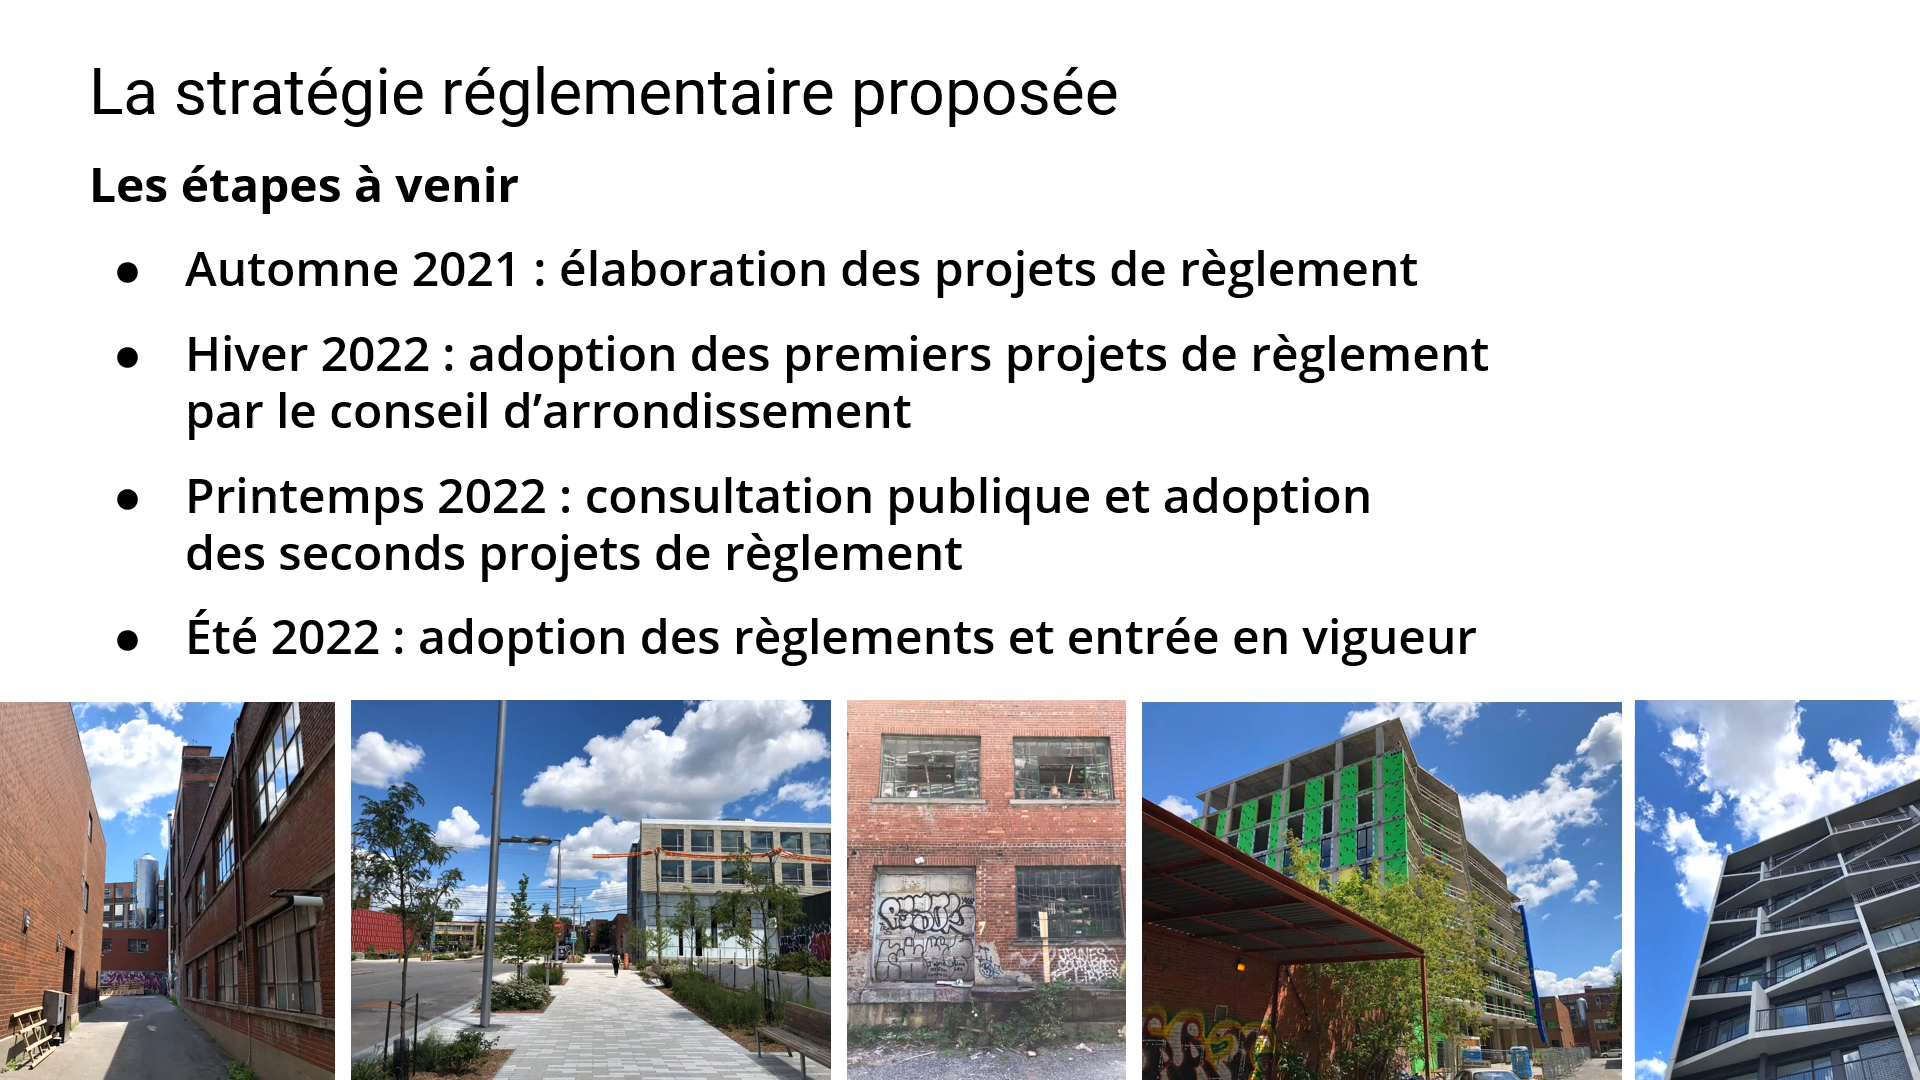 La stratégie réglementaire proposée
Les étapes à venir
● Automne 2021 : élaboration des projets de règlement
● Hiver 2022 : adoption des premiers projets de règlement
par le conseil d’arrondissement
● Printemps 2022 : consultation publique et adoption
des seconds projets de règlement
● Été 2022 : adoption des règlements et entrée en vigueur